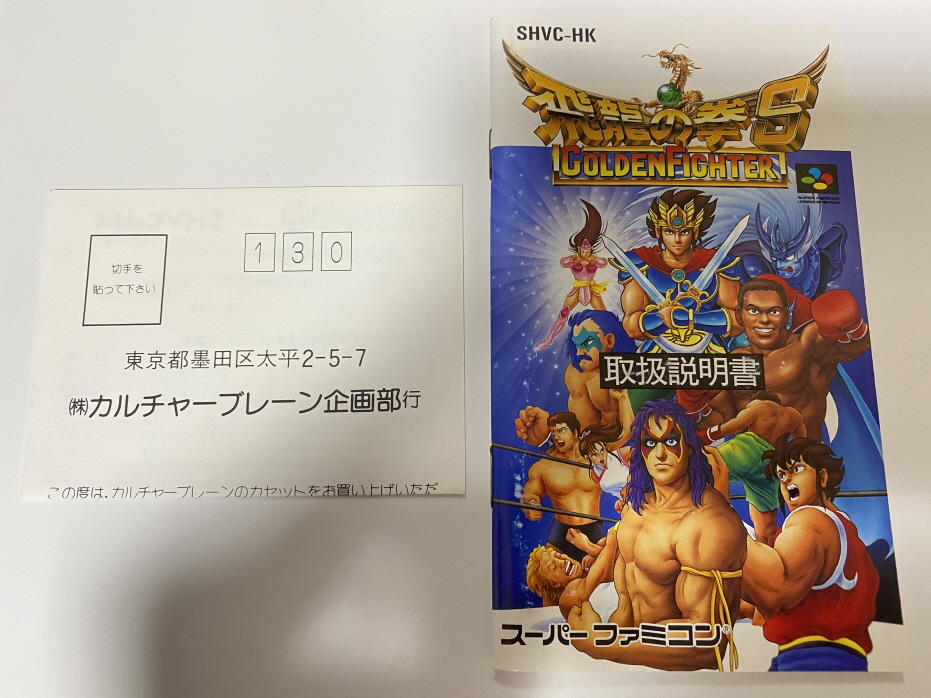 切手を
貼って下さい
130
東京都墨田区太平2-5-7
㈱カルチャーブレーン企画部行
この度は、カルチャーブレーンのカセットをお買い上げいただ
SHVC-HK
飛龍の拳S
GOLDEN FIGHTER
取扱説明書
スーパーファミコン